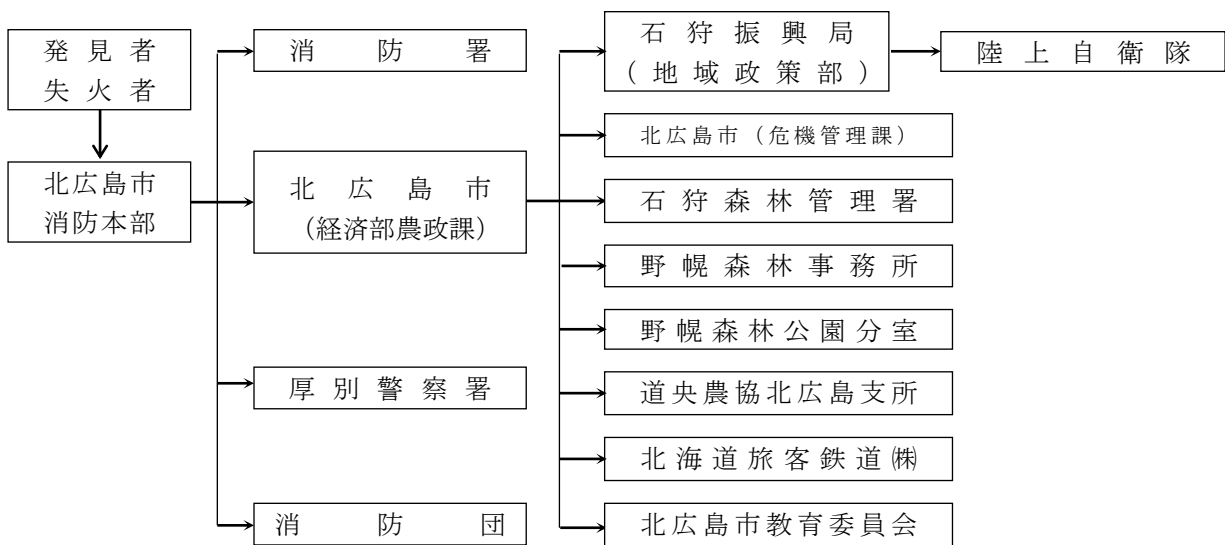 発見者
失火者
北広島市
消防本部
消防署
北広島市
（経済部農政課）
厚別警察署
消防団
石狩振興局
（地域政策部）
北広島市（危機管理課）
石狩森林管理署
野幌森林事務所
野幌森林公園分室
道央農協北広島支所
北海道旅客鉄道㈱
北広島市教育委員会
陸上自衛隊